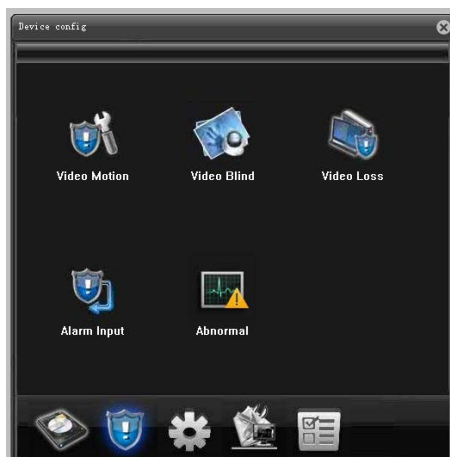 Device config
Video Motion
Video Blind
Video Loss
Alarm Input
Abnormal